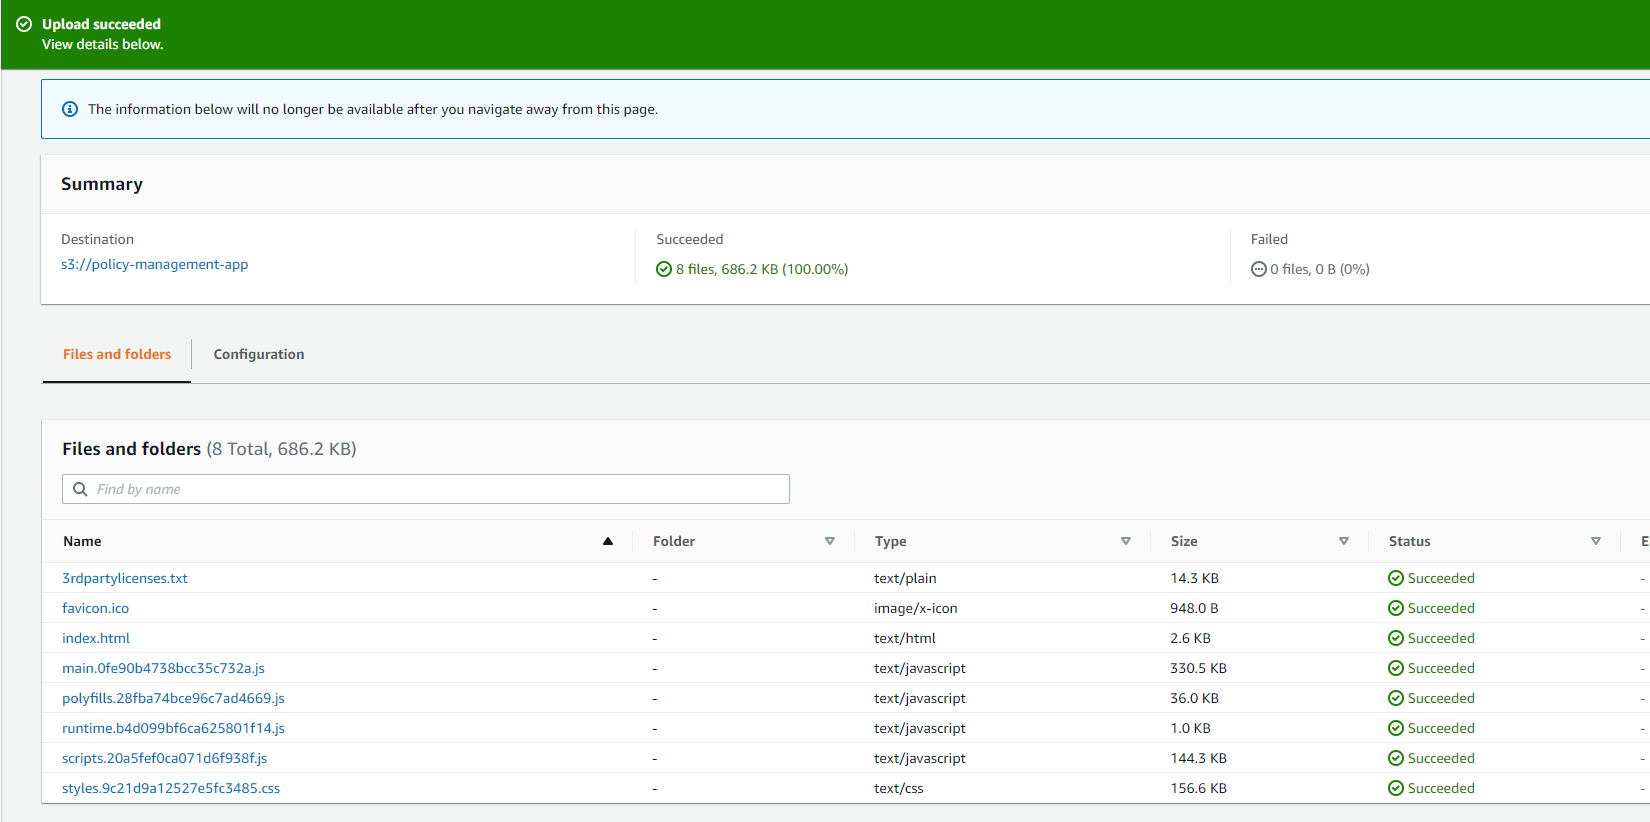 Upload succeeded
View details below.
The information below will no longer be available after you navigate away from this page.
Summary
Destination
s3://policy-management-app
Succeeded
8 files, 686.2 KB (100.00%)
Failed
0 files, 0 B (0%)
Files and folders
Configuration
Files and folders (8 Total, 686.2 KB)
Find by name
Name Folder Type Size Status E
3rdpartylicenses.txt - text/plain 14.3 KB Succeeded -
favicon.ico - image/x-icon 948.0 B Succeeded -
index.html - text/html 2.6 KB Succeeded -
main.0fe90b4738bcc35c732a.js - text/javascript 330.5 KB Succeeded -
polyfills.28fba74bce96c7ad4669.js - text/javascript 36.0 KB Succeeded -
runtime.b4d099bf6ca625801f14.js - text/javascript 1.0 KB Succeeded -
scripts.20a5fef0ca071d6f938f.js - text/javascript 144.3 KB Succeeded -
styles.9c21d9a12527e5fc3485.css - text/css 156.6 KB Succeeded -